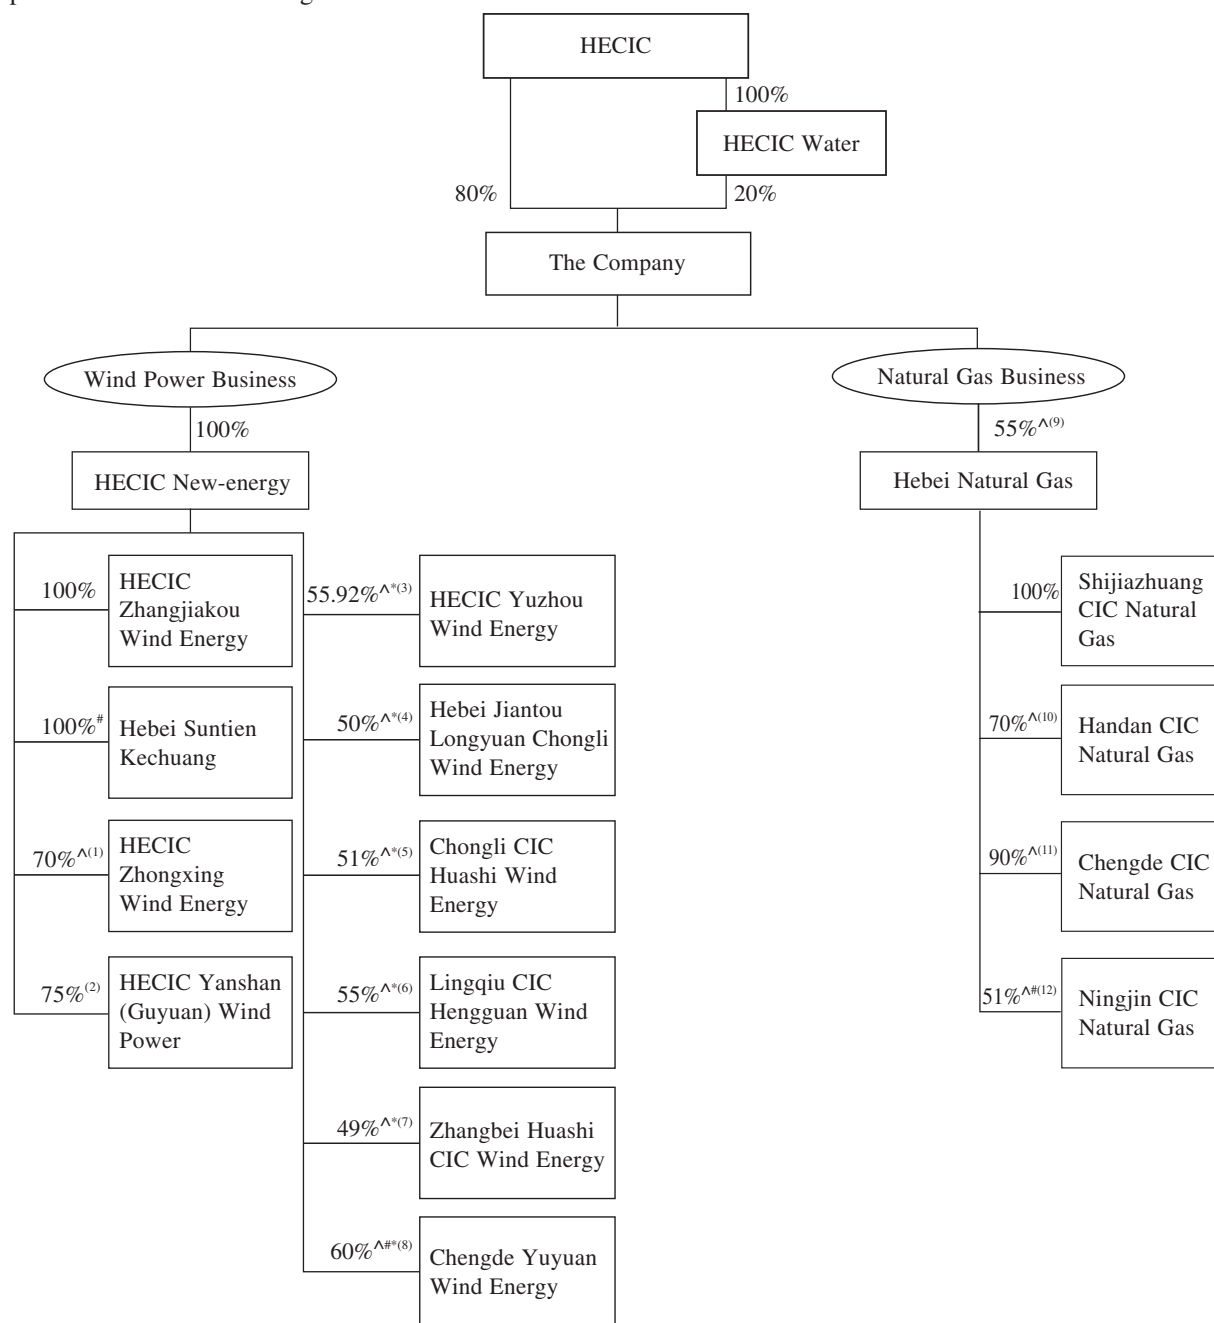 HECIC
100%
HECIC Water
80%
20%
The Company
Wind Power Business
Natural Gas Business
100%
55%^(9)
HECIC New-energy
Hebei Natural Gas
100%
HECIC
Zhangjiakou
Wind Energy
55.92%^*(3)
HECIC Yuzhou
Wind Energy
100%
Shijiazhuang
CIC Natural
Gas
100%#
Hebei Suntien
Kechuang
50%^*(4)
Hebei Jiantou
Longyuan Chongli
Wind Energy
70%^(10)
Handan CIC
Natural Gas
70%^(1)
HECIC
Zhongxing
Wind Energy
51%^*(5)
Chongli CIC
Huashi Wind
Energy
90%^(11)
Chengde CIC
Natural Gas
75%(2)
HECIC Yanshan
(Guyuan) Wind
Power
55%^*(6)
Lingqiu CIC
Hengguan Wind
Energy
51%^#(12)
Ningjin CIC
Natural Gas
49%^*(7)
Zhangbei Huashi
CIC Wind Energy
60%^#*(8)
Chengde Yuyuan
Wind Energy